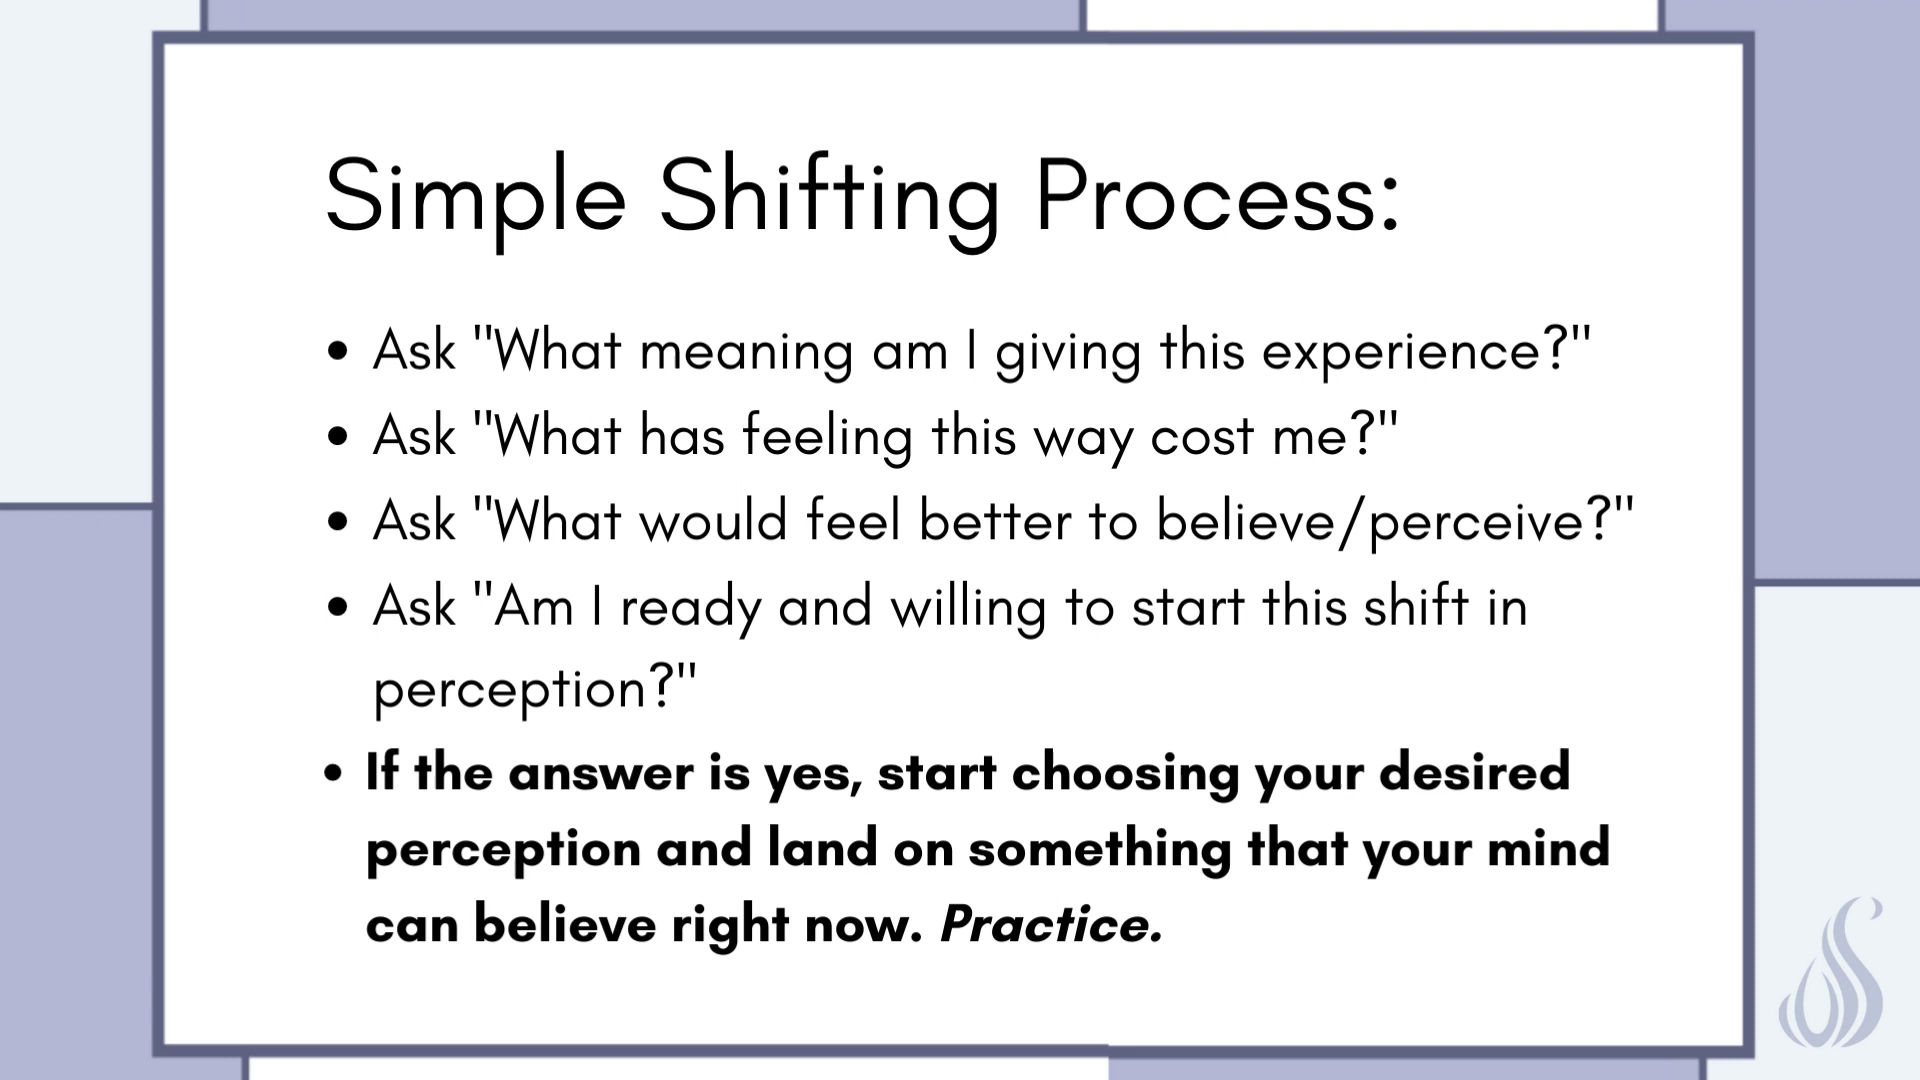 Simple Shifting Process:
• Ask "What meaning am I giving this experience?"
• Ask "What has feeling this way cost me?"
• Ask "What would feel better to believe/perceive?"
• Ask "Am I ready and willing to start this shift in
perception?"
• If the answer is yes, start choosing your desired
perception and land on something that your mind
can believe right now. Practice.